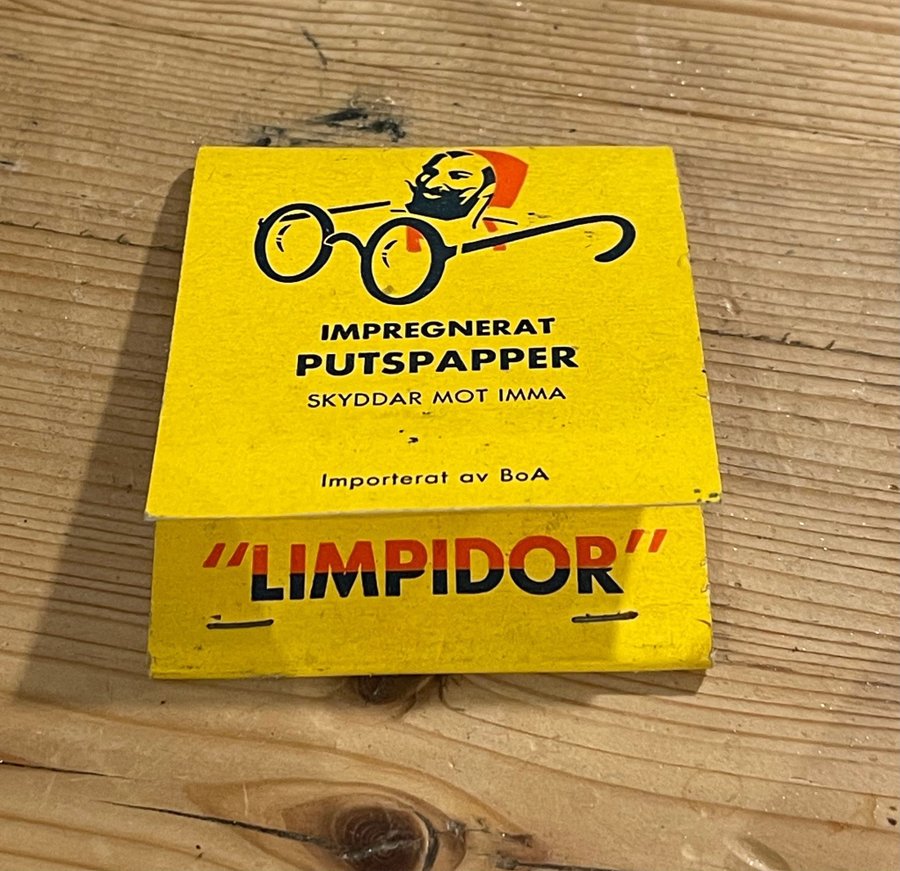 IMPREGNERAT
PUTSPAPPER
SKYDDAR MOT IMMA
Importerat av BoA
"LIMPIDOR"